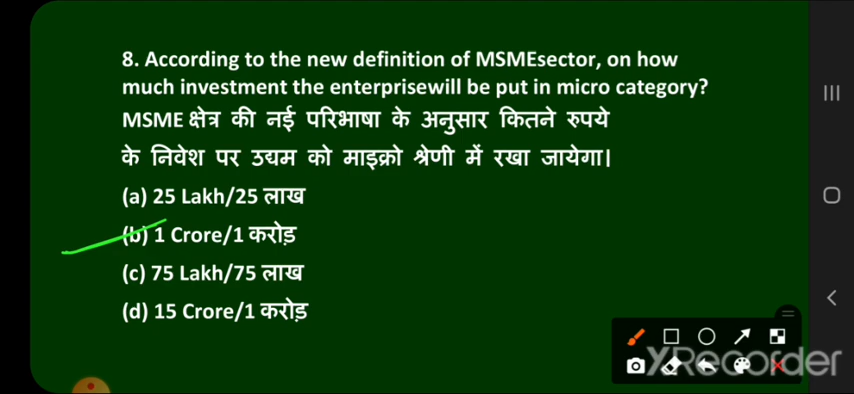 8. According to the new definition of MSMEsector, on how
much investment the enterprisewill be put in micro category?
MSME क्षेत्र की नई परिभाषा के अनुसार कितने रुपये
के निवेश पर उद्यम को माइक्रो श्रेणी में रखा जायेगा।
(a) 25 Lakh/25 लाख
(b) 1 Crore/1 करोड़
(c) 75 Lakh/75 लाख
(d) 15 Crore/1 करोड़
XRecorder